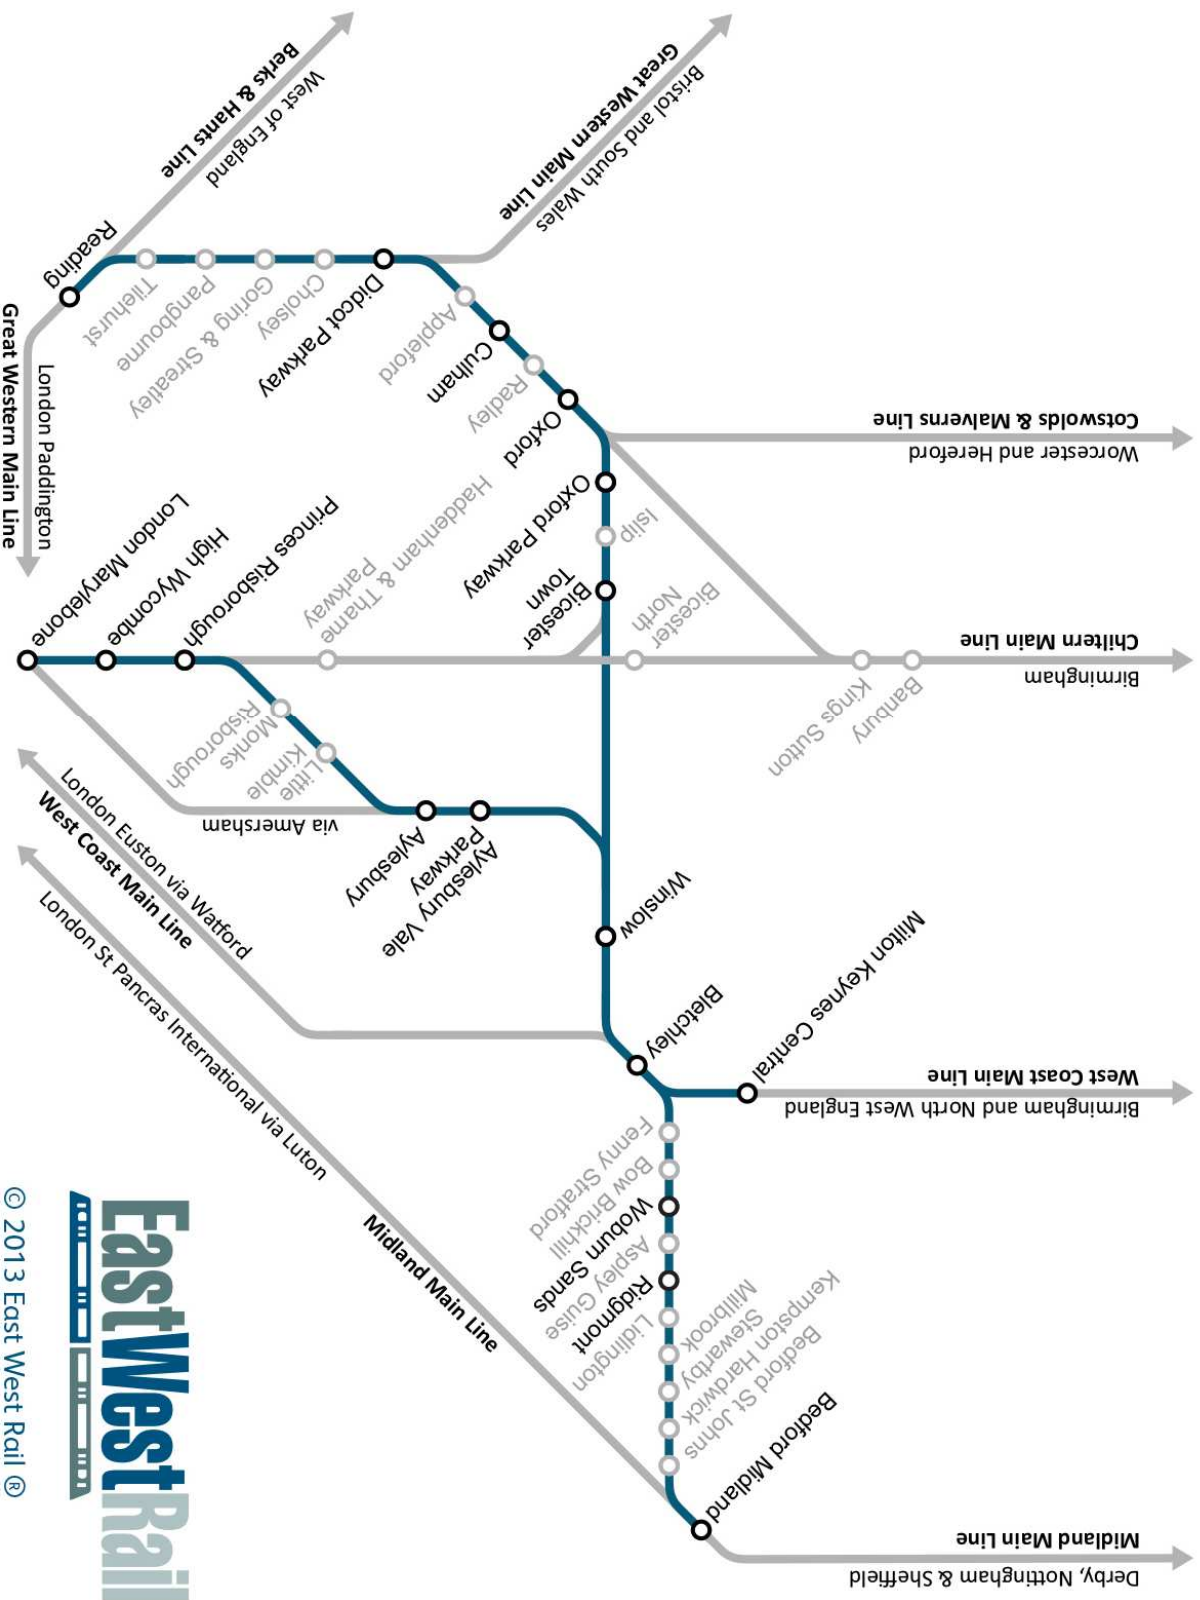 Worcester and Hereford
Cotswolds & Malverns Line
Birmingham
Chiltern Main Line
Birmingham and North West England
West Coast Main Line
Derby, Nottingham & Sheffield
Midland Main Line
Banbury
Kings Sutton
Milton Keynes Central
Bletchley
Bedford Midland
Bristol and South Wales
Great Western Main Line
Bicester
North
Bicester
Town
Islip
Oxford Parkway
Oxford
Radley
Culham
Appleford
Didcot Parkway
Cholsey
Goring & Streatley
Pangbourne
Tilehurst
Reading
West of England
Berks & Hants Line
London Paddington
Great Western Main Line
Winslow
Fenny Stratford
Bow Brickhill
Woburn Sands
Aspley Guise
Ridgmont
Lidlington
Millbrook
Stewartby
Kempston Hardwick
Bedford St Johns
Haddenham & Thame
Parkway
Princes Risborough
High Wycombe
London Marylebone
Monks
Risborough
Little
Kimble
Aylesbury
Aylesbury Vale
Parkway
via Amersham
London Euston via Watford
West Coast Main Line
London St Pancras International via Luton
Midland Main Line
EastWestRail
© 2013 East West Rail ®